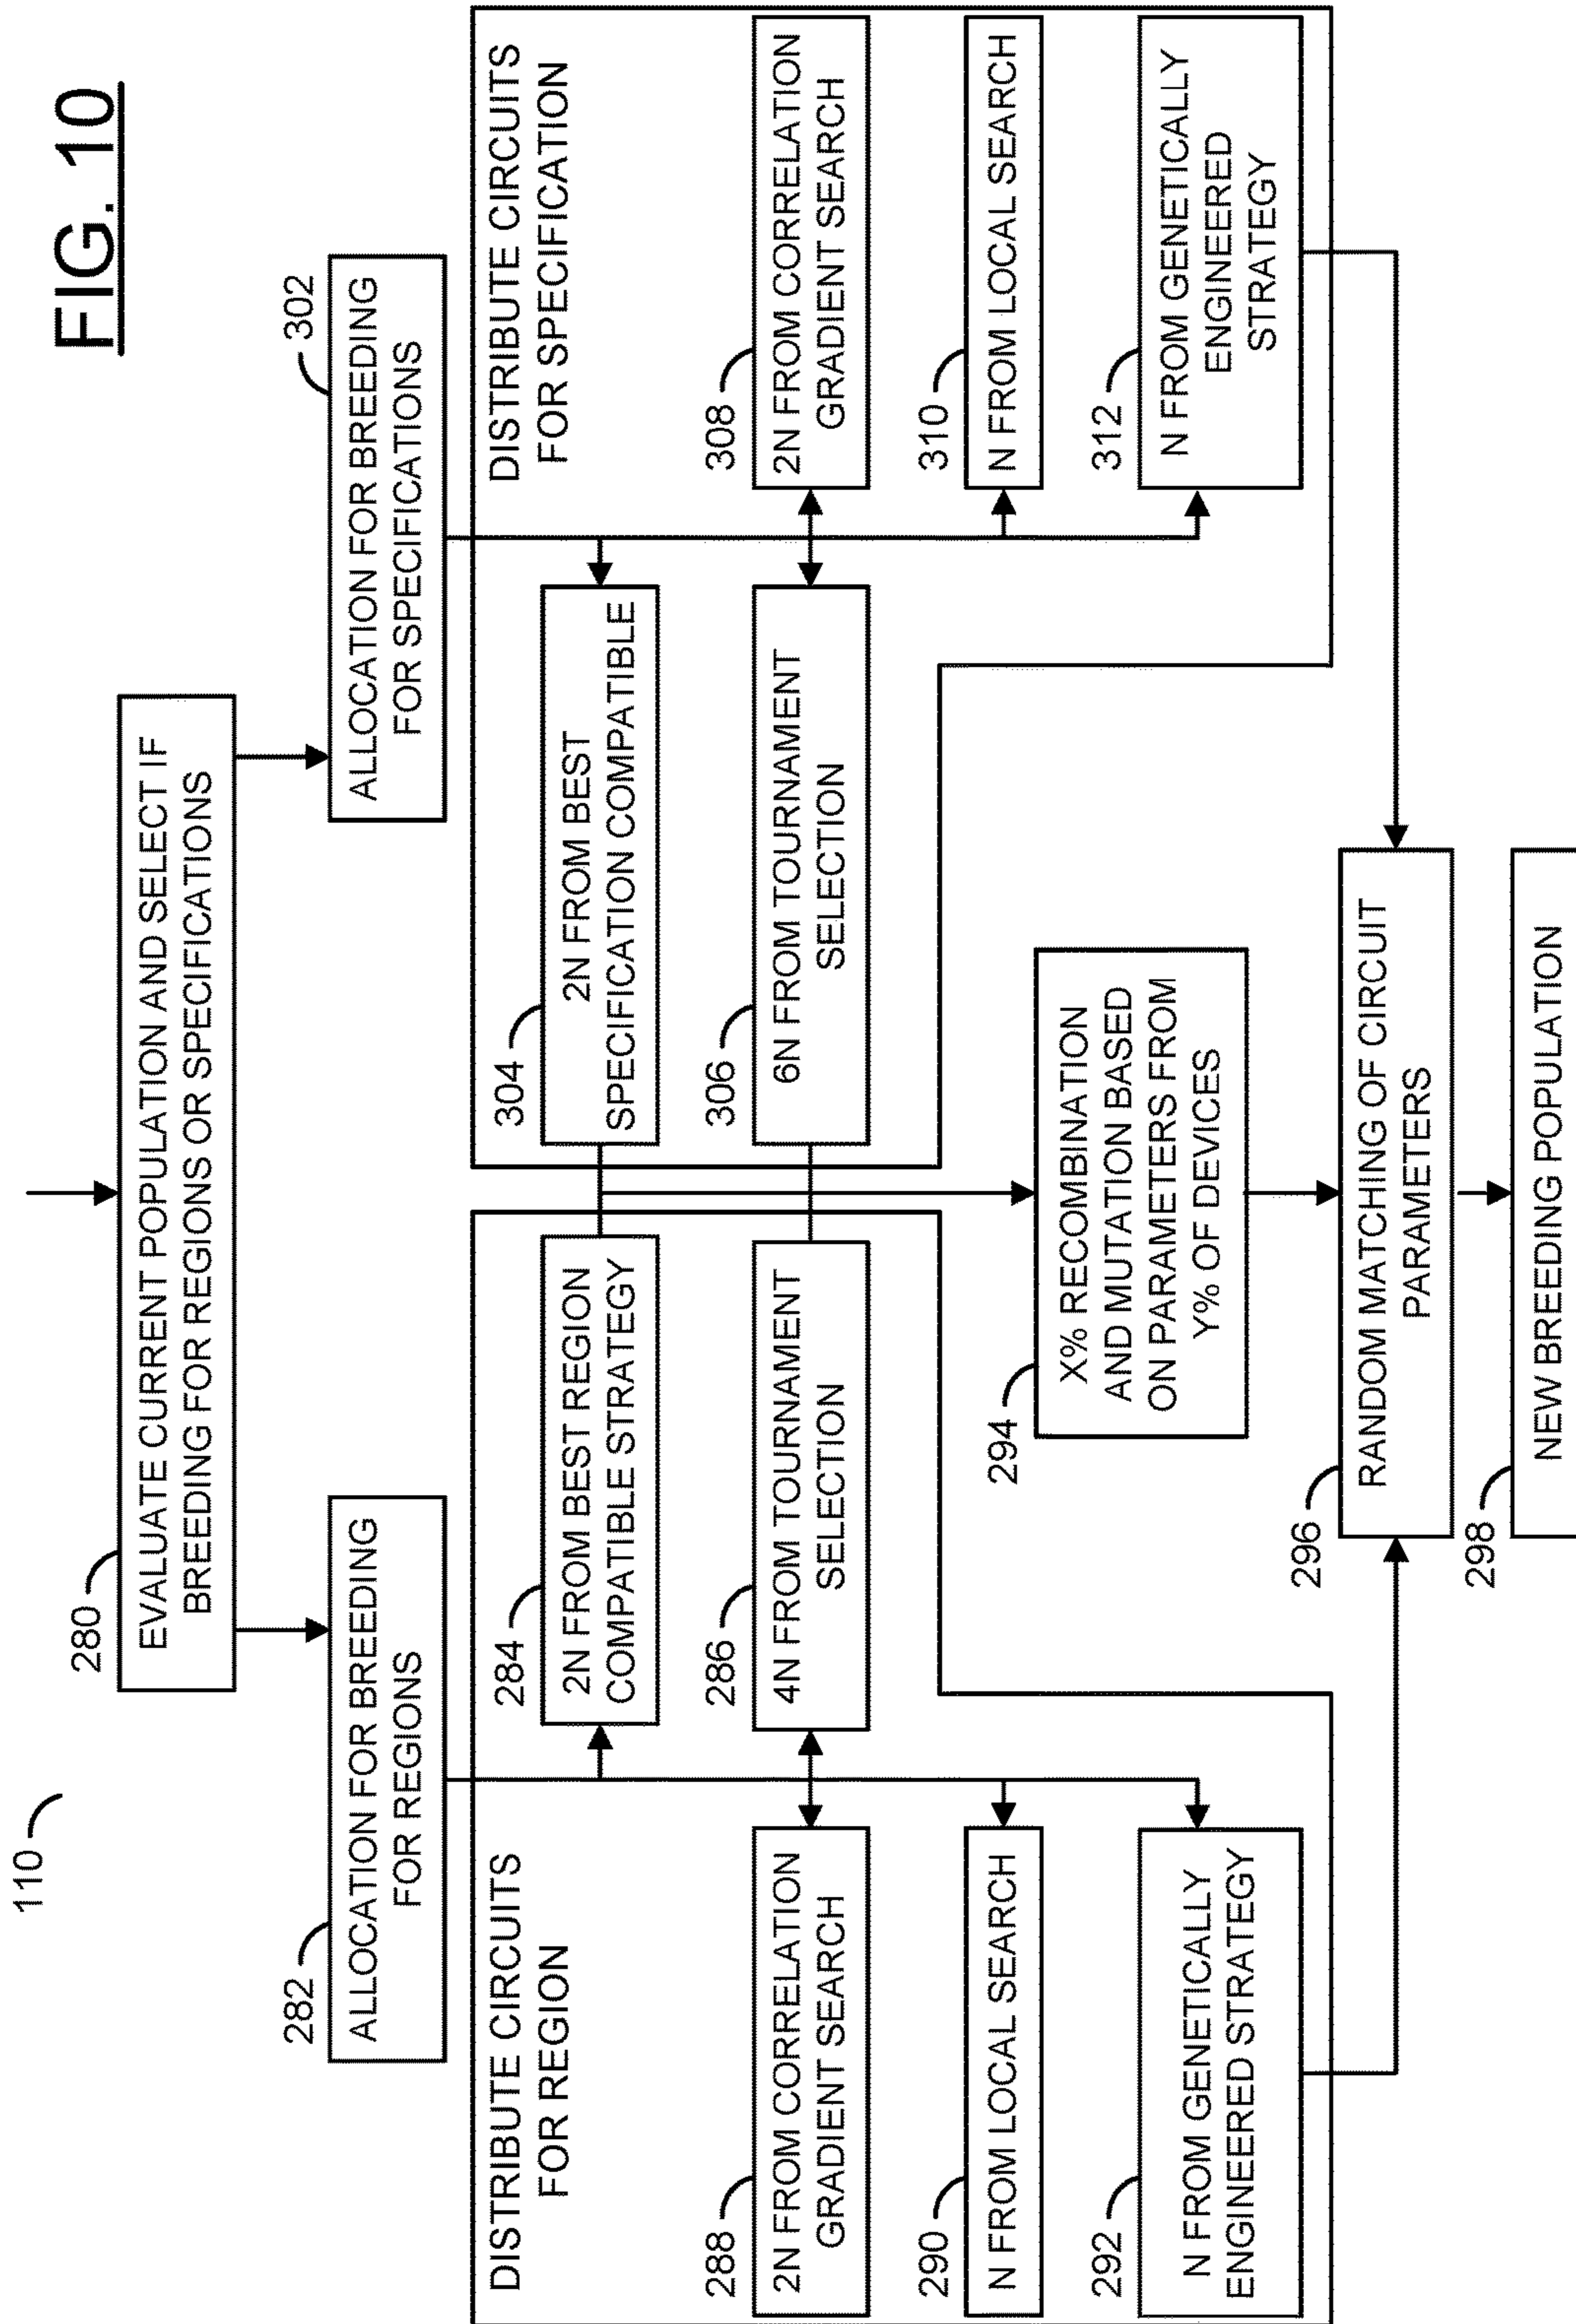 FIG. 10
110
280
EVALUATE CURRENT POPULATION AND SELECT IF
BREEDING FOR REGIONS OR SPECIFICATIONS
282
ALLOCATION FOR BREEDING
FOR REGIONS
302
ALLOCATION FOR BREEDING
FOR SPECIFICATIONS
DISTRIBUTE CIRCUITS
FOR REGION
284
2N FROM BEST REGION
COMPATIBLE STRATEGY
288
2N FROM CORRELATION
GRADIENT SEARCH
286
4N FROM TOURNAMENT
SELECTION
290
N FROM LOCAL SEARCH
292
N FROM GENETICALLY
ENGINEERED STRATEGY
DISTRIBUTE CIRCUITS
FOR SPECIFICATION
304
2N FROM BEST
SPECIFICATION COMPATIBLE
306
6N FROM TOURNAMENT
SELECTION
308
2N FROM CORRELATION
GRADIENT SEARCH
310
N FROM LOCAL SEARCH
312
N FROM GENETICALLY
ENGINEERED
STRATEGY
294
X% RECOMBINATION
AND MUTATION BASED
ON PARAMETERS FROM
Y% OF DEVICES
296
RANDOM MATCHING OF CIRCUIT
PARAMETERS
298
NEW BREEDING POPULATION